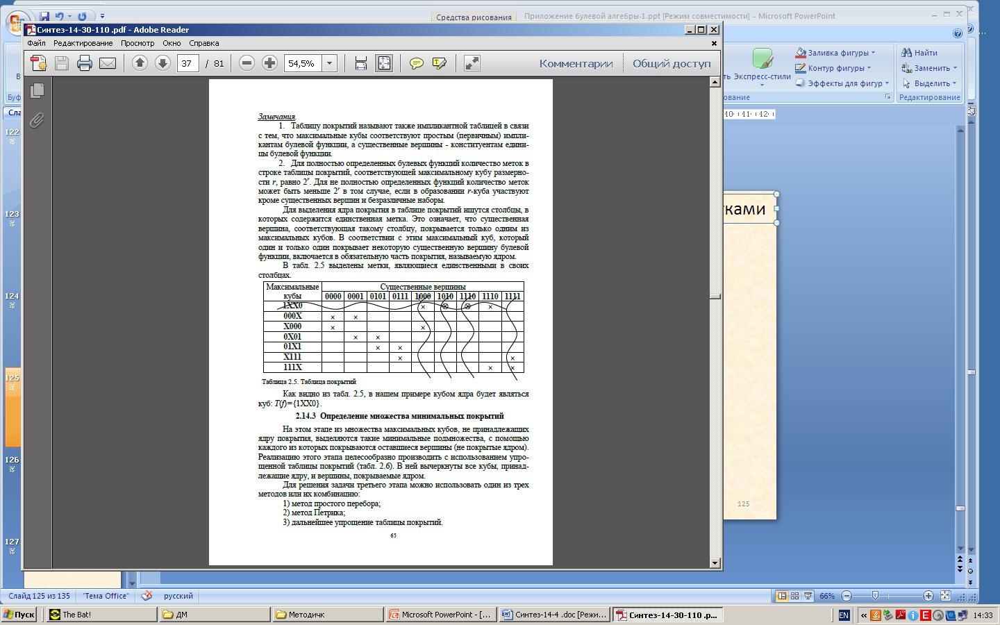 Средства рисования
Приложение булевой алгебры-1.ppt [Режим совместимости] - Microsoft PowerPoint
Синтез-14-30-110 .pdf - Adobe Reader
Файл Редактирование Просмотр Окно Справка
37 / 81 54,5% Комментарии Общий доступ
Экспресс-стили
Заливка фигуры
Контур фигуры
Эффекты для фигур
Найти
Заменить
Выделить
Редактирование
40 41 42
122
123
124
125
126
127
Замечания.
1. Таблицу покрытий называют также импликантной таблицей в связи
с тем, что максимальные кубы соответствуют простым (первичным) импли-
кантам булевой функции, а существенные вершины - конституентам едини-
цы булевой функции.
2. Для полностью определенных булевых функций количество меток в
строке таблицы покрытий, соответствующей максимальному кубу размерно-
сти r, равно 2ʳ. Для не полностью определенных функций количество меток
может быть меньше 2ʳ в том случае, если в образовании r-куба участвуют
кроме существенных вершин и безразличные наборы.
Для выделения ядра покрытия в таблице покрытий ищутся столбцы, в
которых содержится единственная метка. Это означает, что существенная
вершина, соответствующая такому столбцу, покрывается только одним из
максимальных кубов. В соответствии с этим максимальный куб, который
один и только один покрывает некоторую существенную вершину булевой
функции, включается в обязательную часть покрытия, называемую ядром.
В табл. 2.5 выделены метки, являющиеся единственными в своих
столбцах.
Максимальные кубы Существенные вершины
0000 0001 0101 0111 1000 1010 1110 1110 1111
1XX0 × ⊗ ⊗ ×
000X × ×
X000 × ×
0X01 × ×
01X1 × ×
X111 × ×
111X × ×
Таблица 2.5. Таблица покрытий
Как видно из табл. 2.5, в нашем примере кубом ядра будет являться
куб: T(f)={1XX0}.
2.14.3 Определение множества минимальных покрытий
На этом этапе из множества максимальных кубов, не принадлежащих
ядру покрытия, выделяются такие минимальные подмножества, с помощью
каждого из которых покрываются оставшиеся вершины (не покрытые ядром).
Реализацию этого этапа целесообразно производить с использованием упро-
щенной таблицы покрытий (табл. 2.6). В ней вычеркнуты все кубы, принад-
лежащие ядру, и вершины, покрываемые ядром.
Для решения задачи третьего этапа можно использовать один из трех
методов или их комбинацию:
1) метод простого перебора;
2) метод Петрика;
3) дальнейшее упрощение таблицы покрытий.
65
125
Слайд 125 из 135 "Тема Office" русский 66%
Пуск The Bat! ДМ Методичк Microsoft PowerPoint - [... Синтез-14-4 .doc [Режи... Синтез-14-30-110 .p... EN 14:33